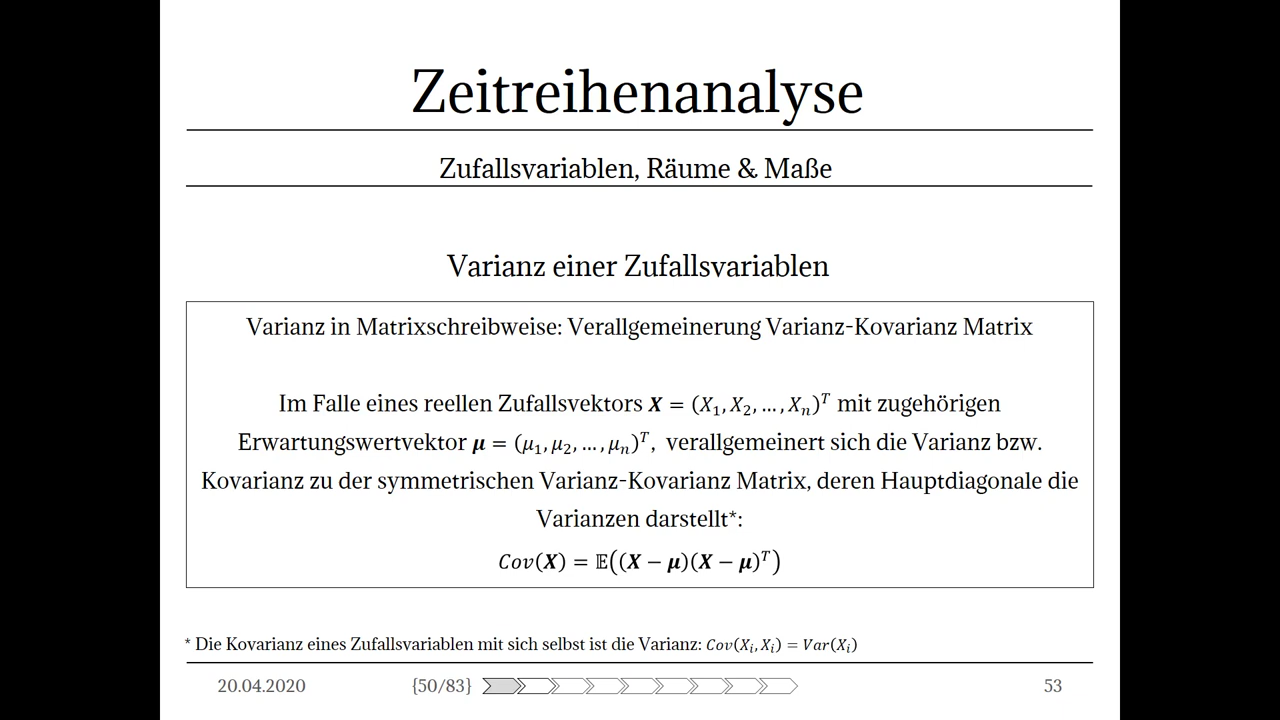 Zeitreihenanalyse
Zufallsvariablen, Räume & Maße
Varianz einer Zufallsvariablen
Varianz in Matrixschreibweise: Verallgemeinerung Varianz-Kovarianz Matrix
Im Falle eines reellen Zufallsvektors 𝑿 = (𝑋₁, 𝑋₂, … , 𝑋ₙ)ᵀ mit zugehörigen
Erwartungswertvektor 𝝁 = (𝜇₁, 𝜇₂, … , 𝜇ₙ)ᵀ, verallgemeinert sich die Varianz bzw.
Kovarianz zu der symmetrischen Varianz-Kovarianz Matrix, deren Hauptdiagonale die
Varianzen darstellt*:
𝐶𝑜𝑣(𝑿) = 𝔼((𝑿 − 𝝁)(𝑿 − 𝝁)ᵀ)
* Die Kovarianz eines Zufallsvariablen mit sich selbst ist die Varianz: 𝐶𝑜𝑣(𝑋ᵢ, 𝑋ᵢ) = 𝑉𝑎𝑟(𝑋ᵢ)
20.04.2020 {50/83} 53